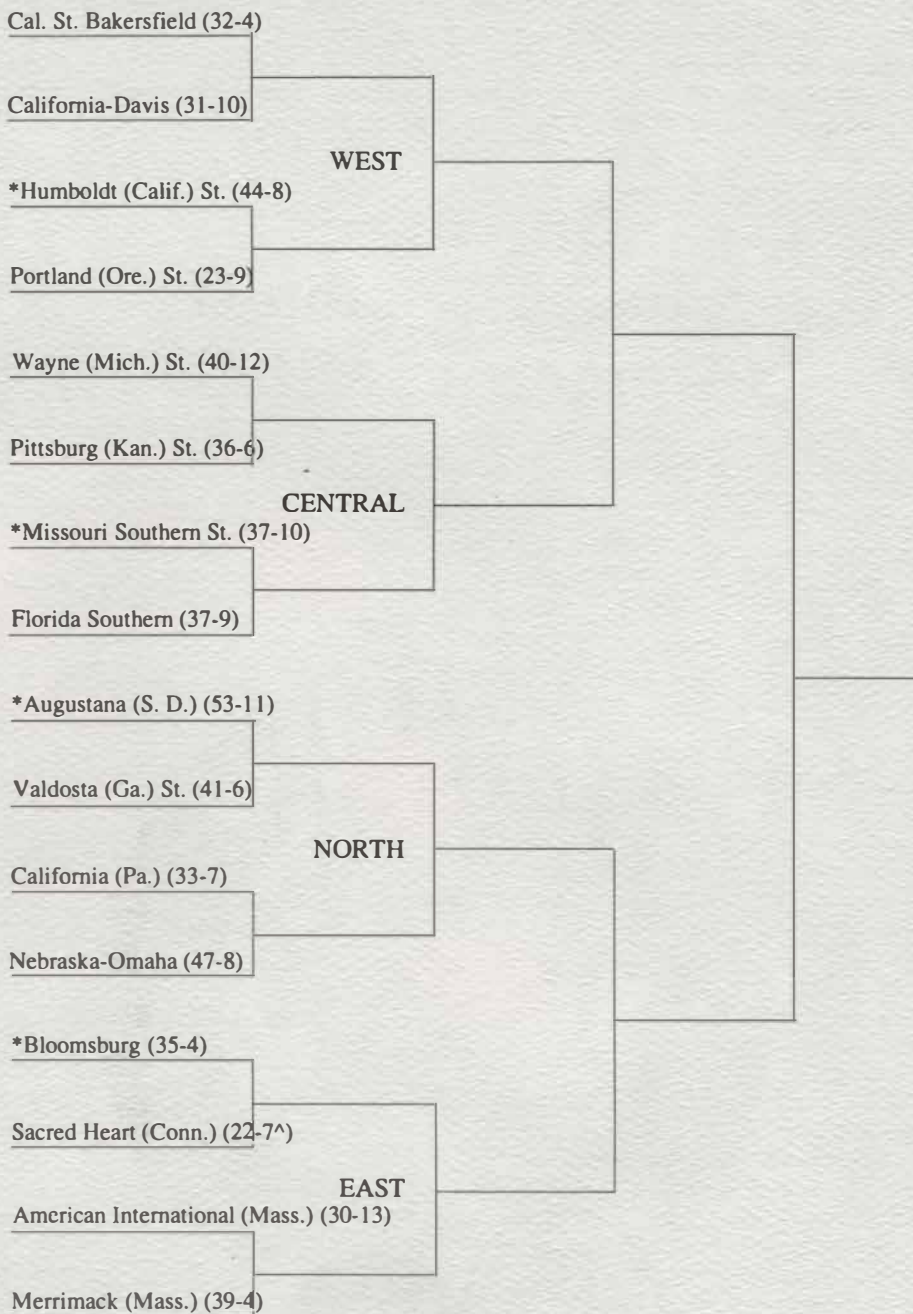 Cal. St. Bakersfield (32-4)
California-Davis (31-10)
WEST
*Humboldt (Calif.) St. (44-8)
Portland (Ore.) St. (23-9)
Wayne (Mich.) St. (40-12)
Pittsburg (Kan.) St. (36-6)
CENTRAL
*Missouri Southern St. (37-10)
Florida Southern (37-9)
*Augustana (S. D.) (53-11)
Valdosta (Ga.) St. (41-6)
NORTH
California (Pa.) (33-7)
Nebraska-Omaha (47-8)
*Bloomsburg (35-4)
Sacred Heart (Conn.) (22-7^)
EAST
American International (Mass.) (30-13)
Merrimack (Mass.) (39-4)